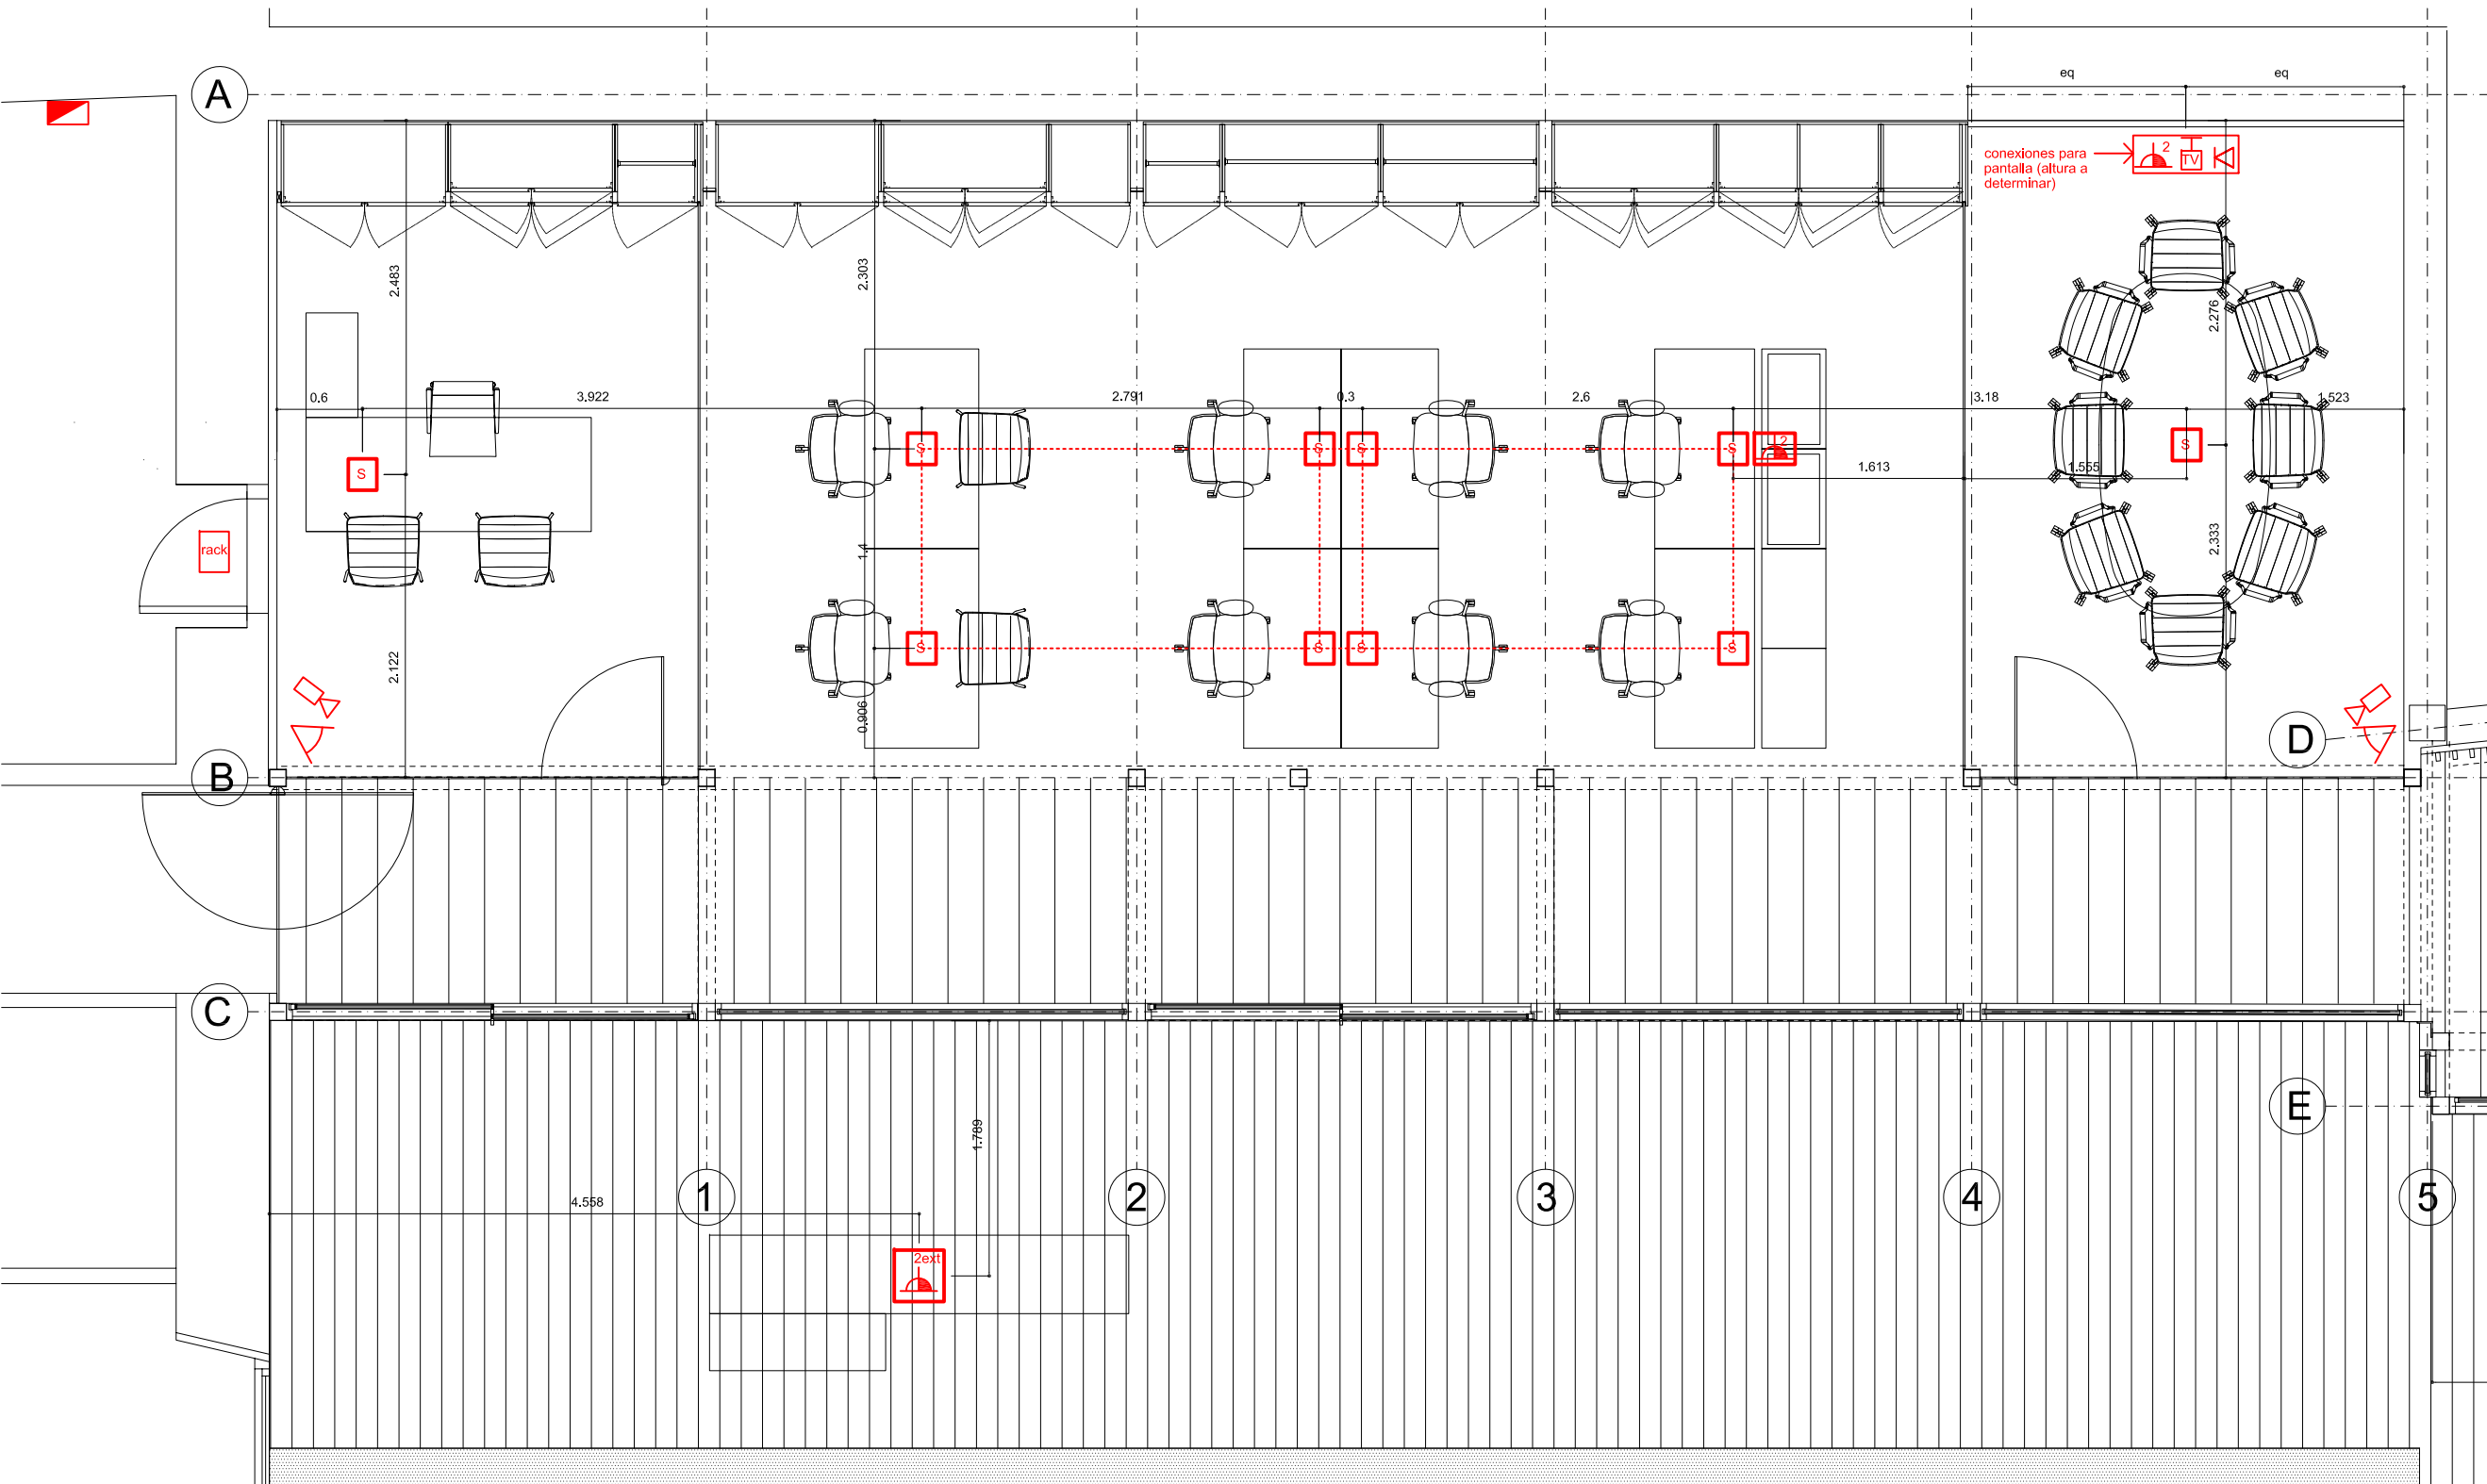 eq
eq
A
conexiones para
pantalla (altura a
determinar)
2
TV
2.483
2.303
2.276
0.6
3.922
2.791
0.3
2.6
3.18
1.523
S
S
S
S
2
S
1.613
1.555
S
rack
1.4
2.333
S
S
S
S
2.122
0.906
D
B
C
E
1.789
1
2
3
4
5
4.558
2ext